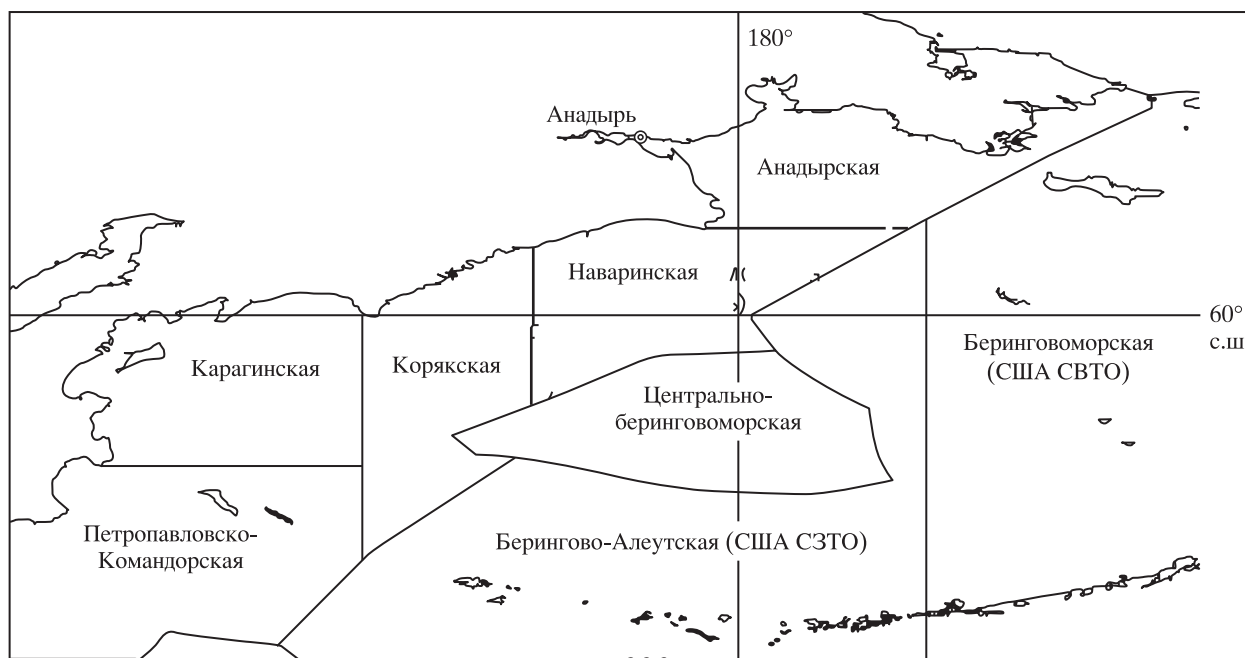 180°
Анадырь
Анадырская
Наваринская
60°
с.ш
Карагинская
Корякская
Беринговоморская
(США СВТО)
Центрально-
беринговоморская
Петропавловско-
Командорская
Берингово-Алеутская (США СЗТО)